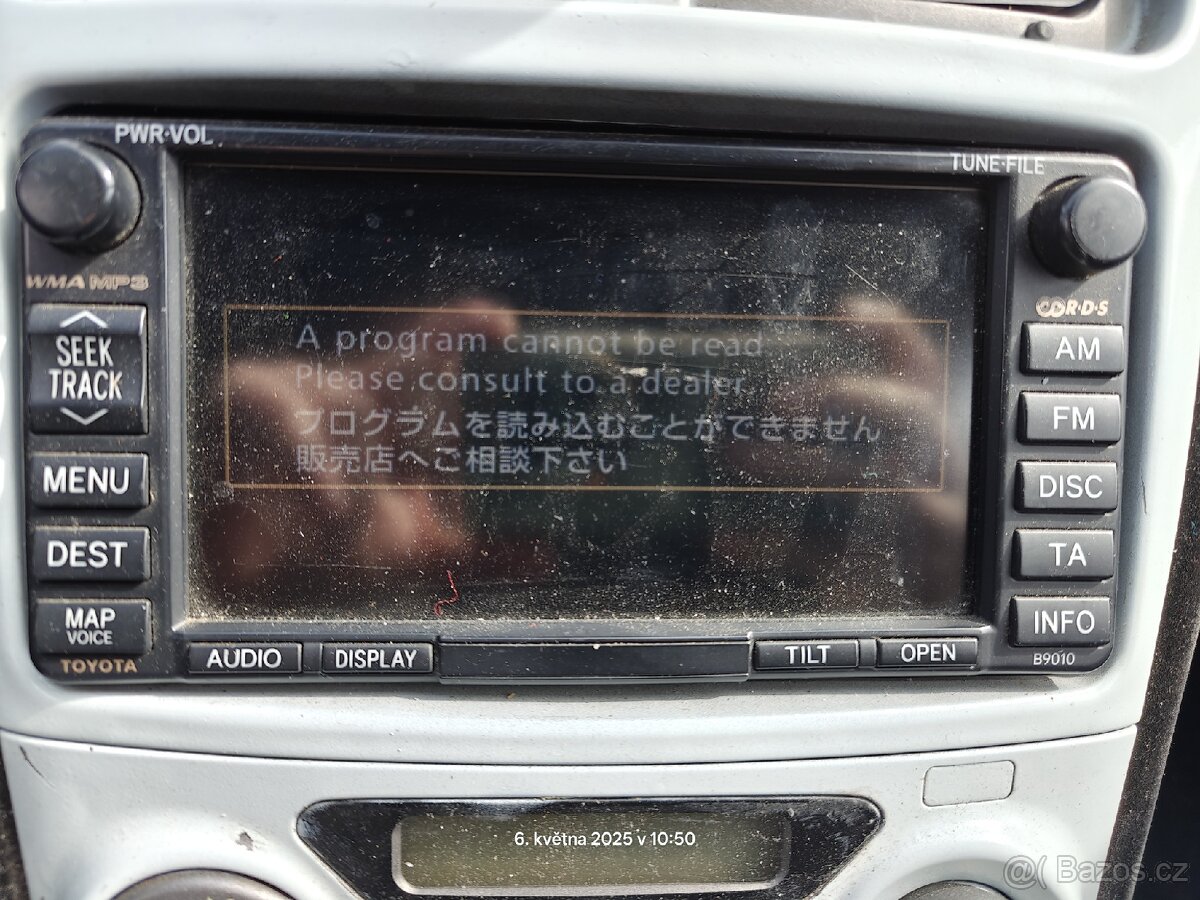 PWR·VOL
TUNE·FILE
WMA MP3
R·D·S
SEEK
TRACK
MENU
DEST
MAP
VOICE
TOYOTA
A program cannot be read
Please consult to a dealer
プログラムを読み込むことができません
販売店へご相談下さい
AM
FM
DISC
TA
INFO
B9010
AUDIO
DISPLAY
TILT
OPEN
6. května 2025 v 10:50
Bazos.cz